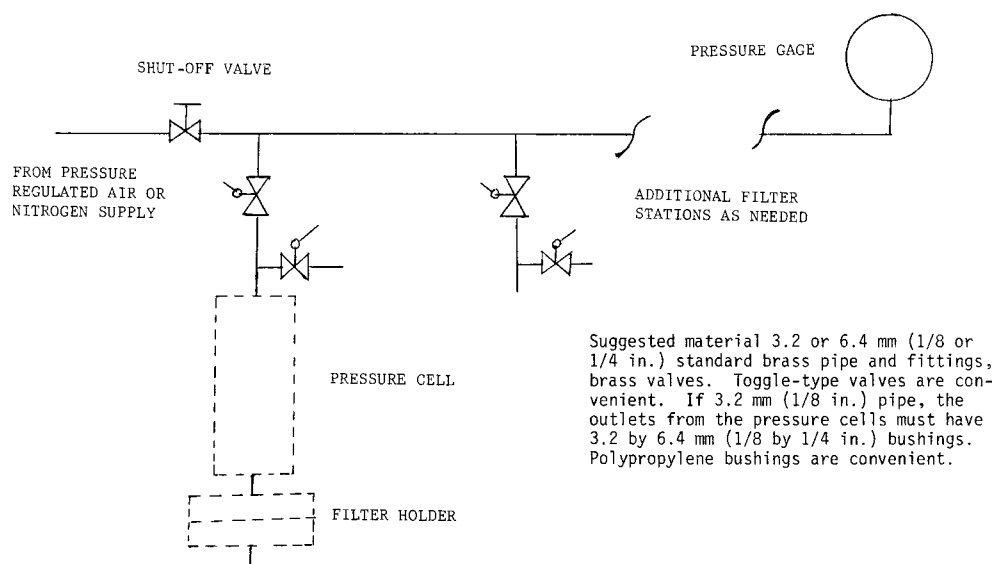 PRESSURE GAGE
SHUT-OFF VALVE
FROM PRESSURE
REGULATED AIR OR
NITROGEN SUPPLY
ADDITIONAL FILTER
STATIONS AS NEEDED
Suggested material 3.2 or 6.4 mm (1/8 or
1/4 in.) standard brass pipe and fittings,
brass valves. Toggle-type valves are con-
venient. If 3.2 mm (1/8 in.) pipe, the
outlets from the pressure cells must have
3.2 by 6.4 mm (1/8 by 1/4 in.) bushings.
Polypropylene bushings are convenient.
PRESSURE CELL
FILTER HOLDER